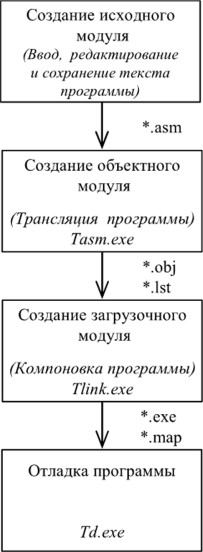 Создание исходного
модуля
(Ввод, редактирование
и сохранение текста
программы)
*.asm
Создание объектного
модуля
(Трансляция программы)
Tasm.exe
*.obj
*.lst
Создание загрузочного
модуля
(Компоновка программы)
Tlink.exe
*.exe
*.map
Отладка программы
Td.exe